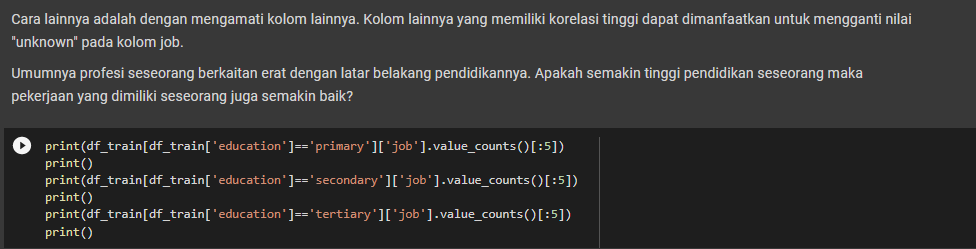 Cara lainnya adalah dengan mengamati kolom lainnya. Kolom lainnya yang memiliki korelasi tinggi dapat dimanfaatkan untuk mengganti nilai
"unknown" pada kolom job.
Umumnya profesi seseorang berkaitan erat dengan latar belakang pendidikannya. Apakah semakin tinggi pendidikan seseorang maka
pekerjaan yang dimiliki seseorang juga semakin baik?
print(df_train[df_train['education']=='primary']['job'].value_counts()[:5])
print()
print(df_train[df_train['education']=='secondary']['job'].value_counts()[:5])
print()
print(df_train[df_train['education']=='tertiary']['job'].value_counts()[:5])
print()